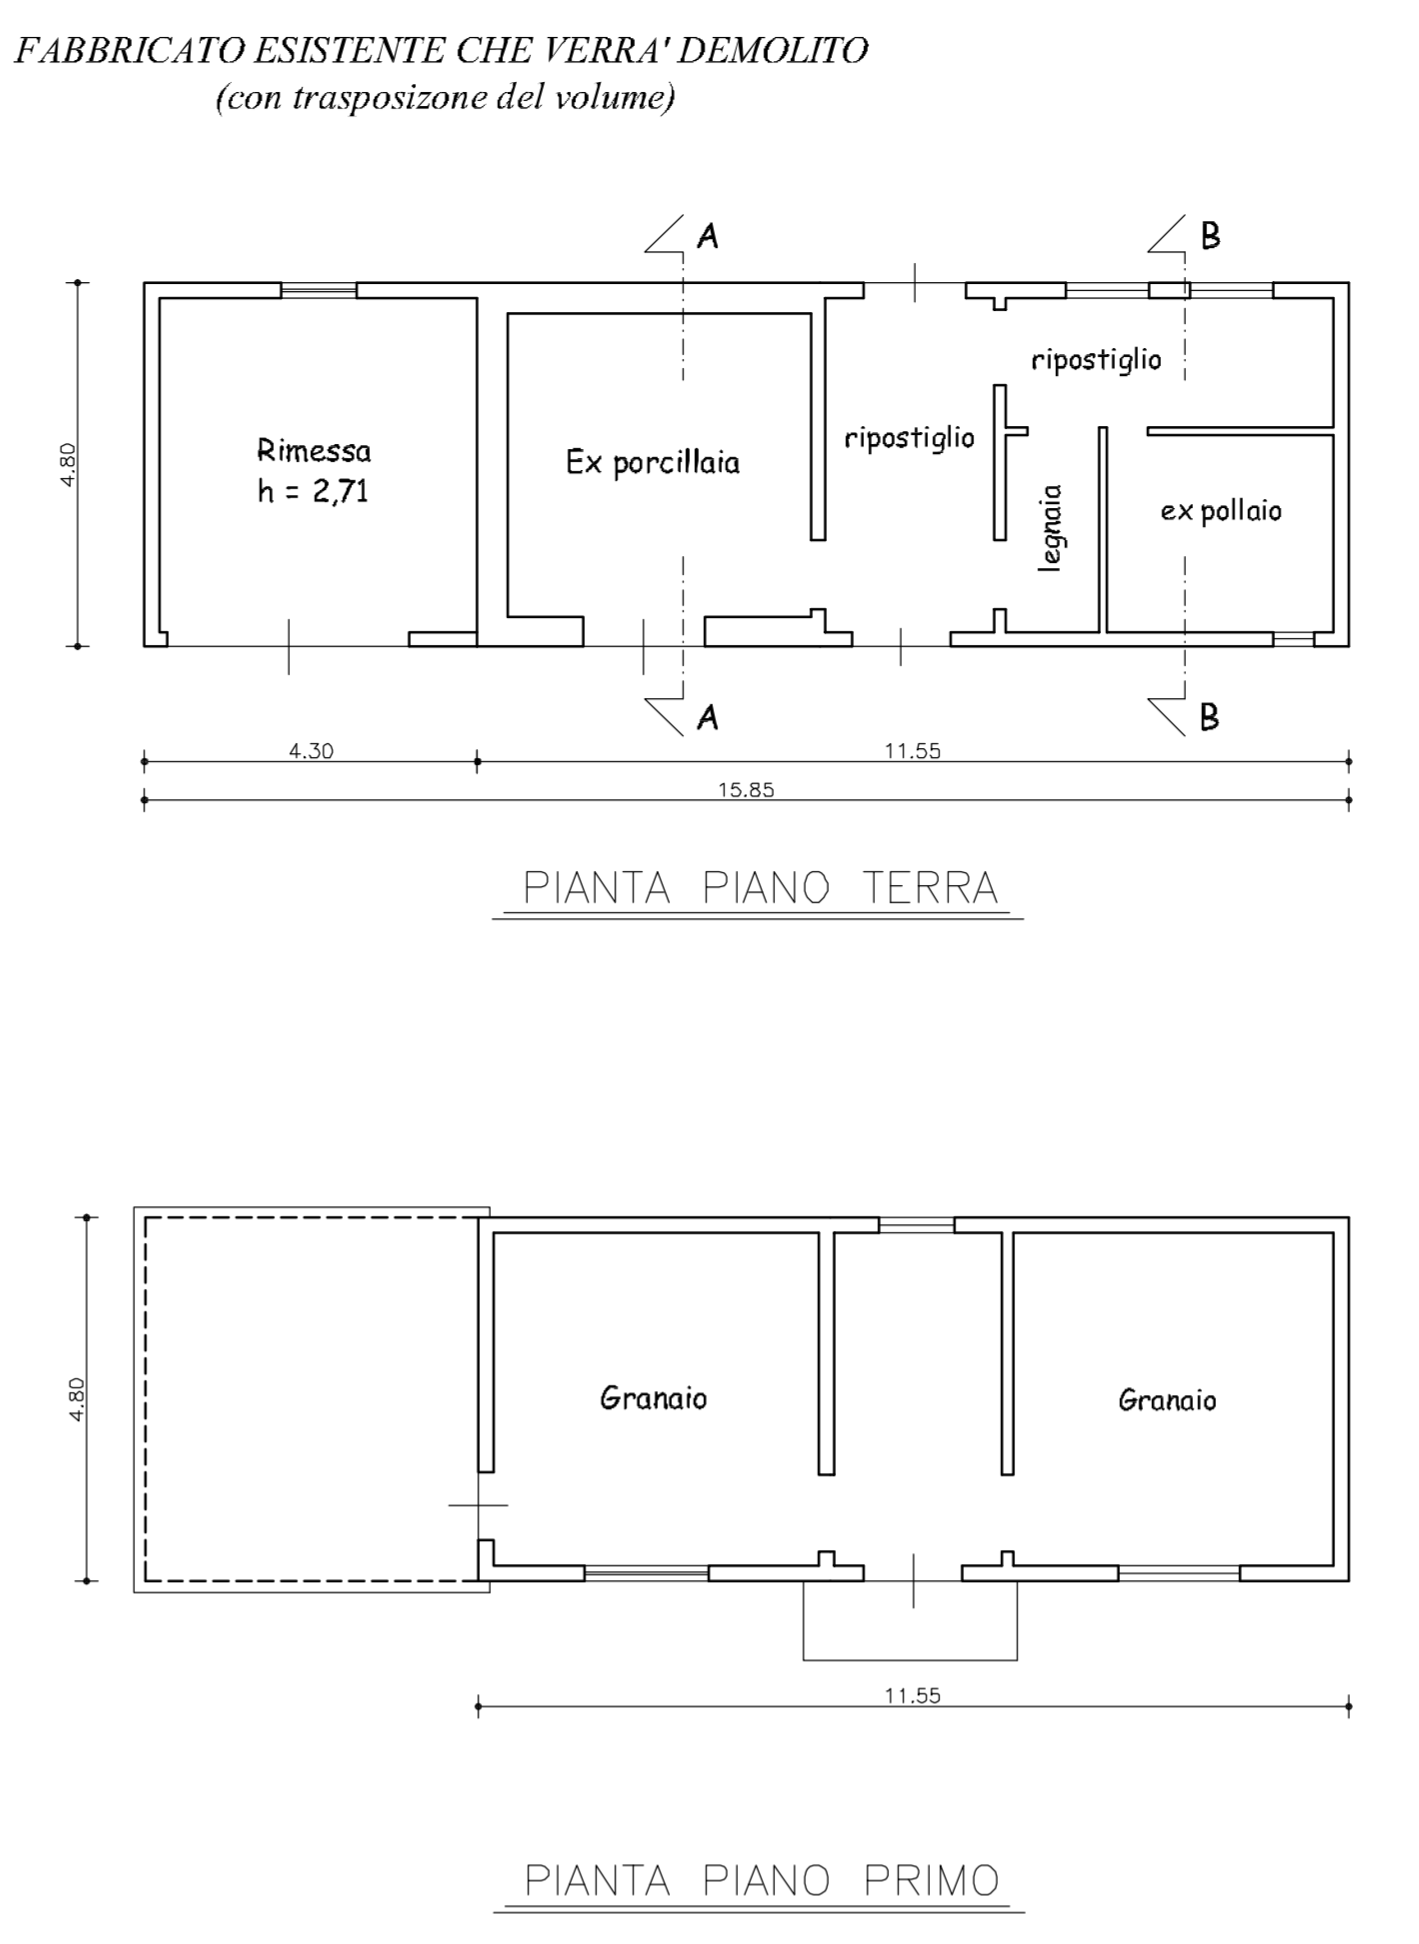 FABBRICATO ESISTENTE CHE VERRA' DEMOLITO
(con trasposizone del volume)
A
B
ripostiglio
4.80
Rimessa
h = 2,71
Ex porcillaia
ripostiglio
legnaia
ex pollaio
A
B
4.30
11.55
15.85
PIANTA PIANO TERRA
4.80
Granaio
Granaio
11.55
PIANTA PIANO PRIMO